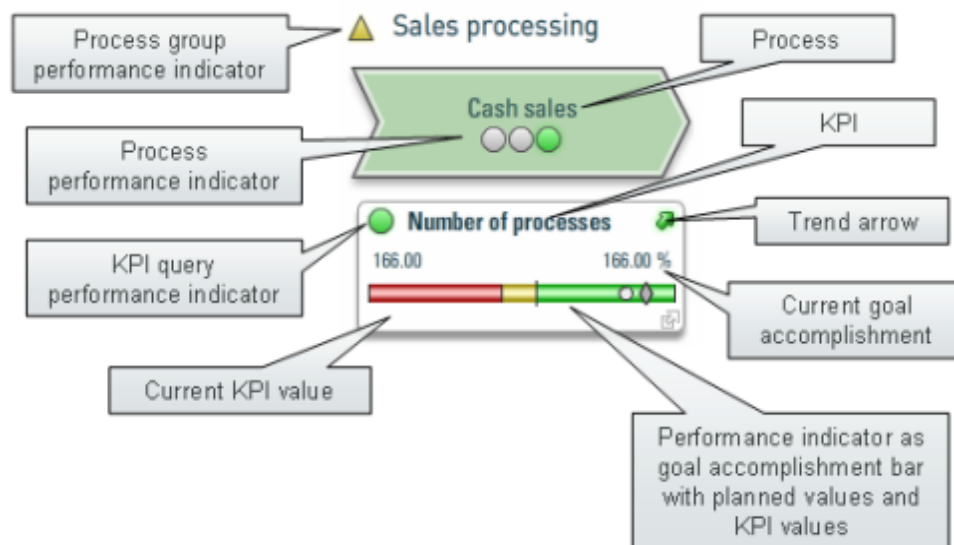 Process group
performance indicator
Sales processing
Process
Cash sales
KPI
Process
performance indicator
Number of processes
Trend arrow
166.00
166.00 %
KPI query
performance indicator
Current goal
accomplishment
Current KPI value
Performance indicator as
goal accomplishment bar
with planned values and
KPI values